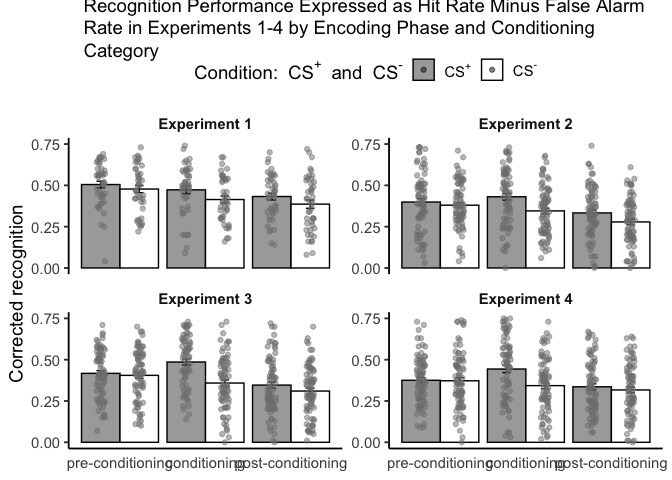 Recognition Performance Expressed as Hit Rate Minus False Alarm
Rate in Experiments 1-4 by Encoding Phase and Conditioning
Category
Condition: CS+ and CS- CS+ CS-
Experiment 1 Experiment 2
0.75 0.75
0.50 0.50
0.25 0.25
0.00 0.00
Corrected recognition
Experiment 3 Experiment 4
0.75 0.75
0.50 0.50
0.25 0.25
0.00 0.00
pre-conditioning conditioning post-conditioning pre-conditioning conditioning post-conditioning